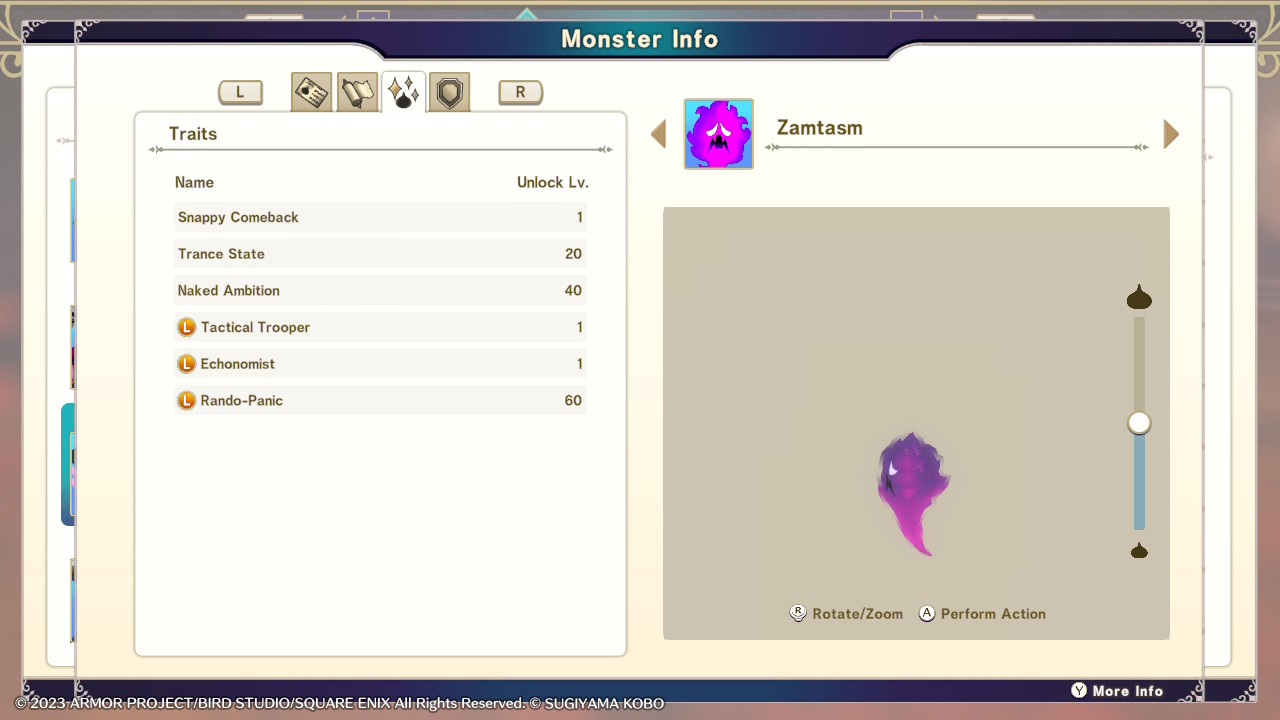 Monster Info
L
R
Traits
Name Unlock Lv.
Snappy Comeback 1
Trance State 20
Naked Ambition 40
L Tactical Trooper 1
L Echonomist 1
L Rando-Panic 60
Zamtasm
R Rotate/Zoom A Perform Action
Y More Info
© 2023 ARMOR PROJECT/BIRD STUDIO/SQUARE ENIX All Rights Reserved. © SUGIYAMA KOBO